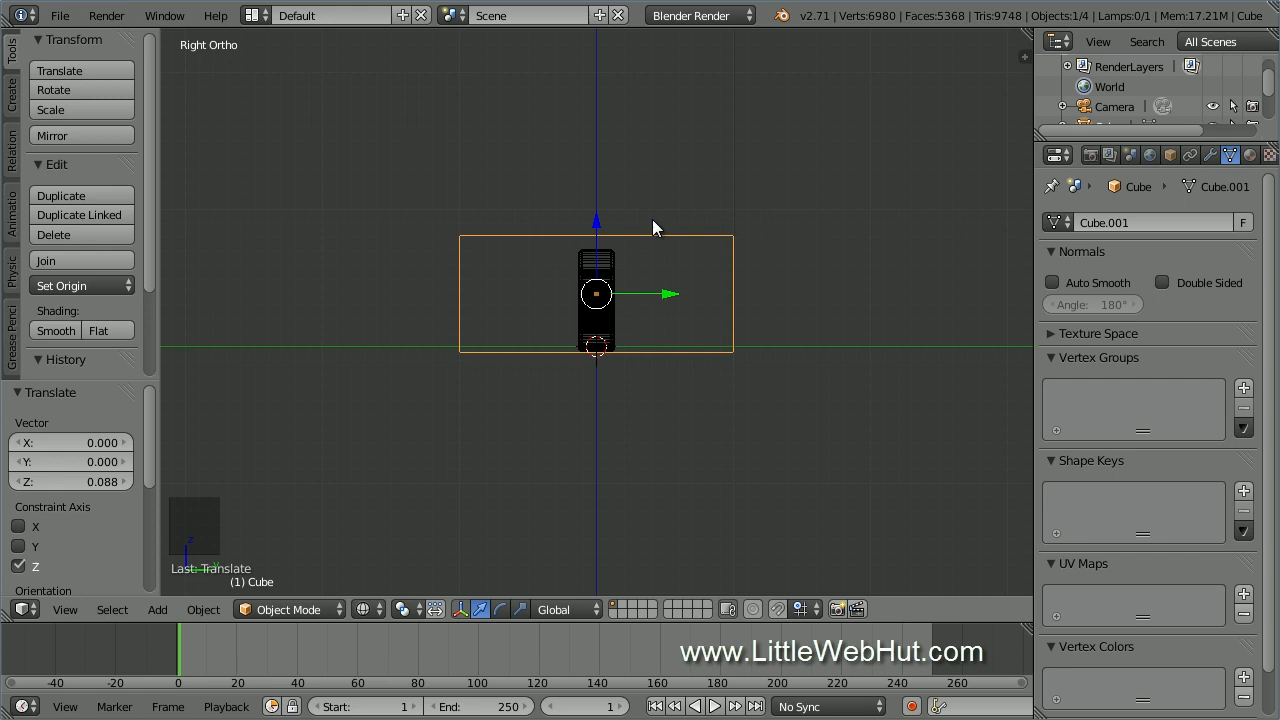 File Render Window Help Default Scene Blender Render v2.71 | Verts:6980 | Faces:5368 | Tris:9748 | Objects:1/4 | Lamps:0/1 | Mem:17.21M | Cube
Tools
Create
Relation
Animatio
Physic
Grease Penci
Transform
Translate
Rotate
Scale
Mirror
Edit
Duplicate
Duplicate Linked
Delete
Join
Set Origin
Shading:
Smooth Flat
History
Translate
Vector
X: 0.000
Y: 0.000
Z: 0.088
Constraint Axis
X
Y
Z
Orientation
Right Ortho
z
Last: Translate
(1) Cube
View Select Add Object Object Mode Global
View Search All Scenes
RenderLayers |
World
Camera |
Cube Cube.001
Cube.001 F
Normals
Auto Smooth Double Sided
Angle: 180°
Texture Space
Vertex Groups
Shape Keys
UV Maps
Vertex Colors
www.LittleWebHut.com
-40 -20 0 20 40 60 80 100 120 140 160 180 200 220 240 260
View Marker Frame Playback Start: 1 End: 250 1 No Sync